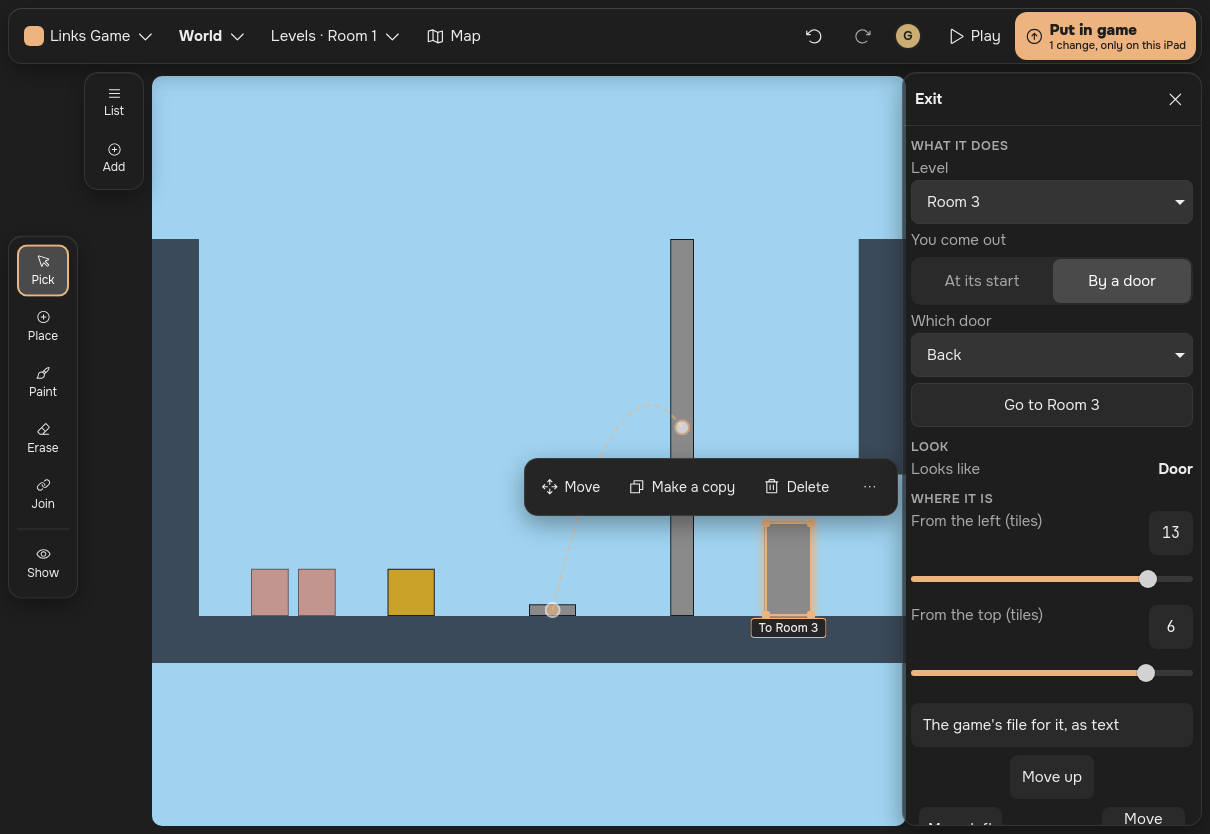 Links Game
World
Levels · Room 1
Map
G
Play
Put in game
1 change, only on this iPad
List
Add
Pick
Place
Paint
Erase
Join
Show
Move
Make a copy
Delete
...
To Room 3
Exit
WHAT IT DOES
Level
Room 3
You come out
At its start
By a door
Which door
Back
Go to Room 3
LOOK
Looks like
Door
WHERE IT IS
From the left (tiles)
13
From the top (tiles)
6
The game's file for it, as text
Move up
Move